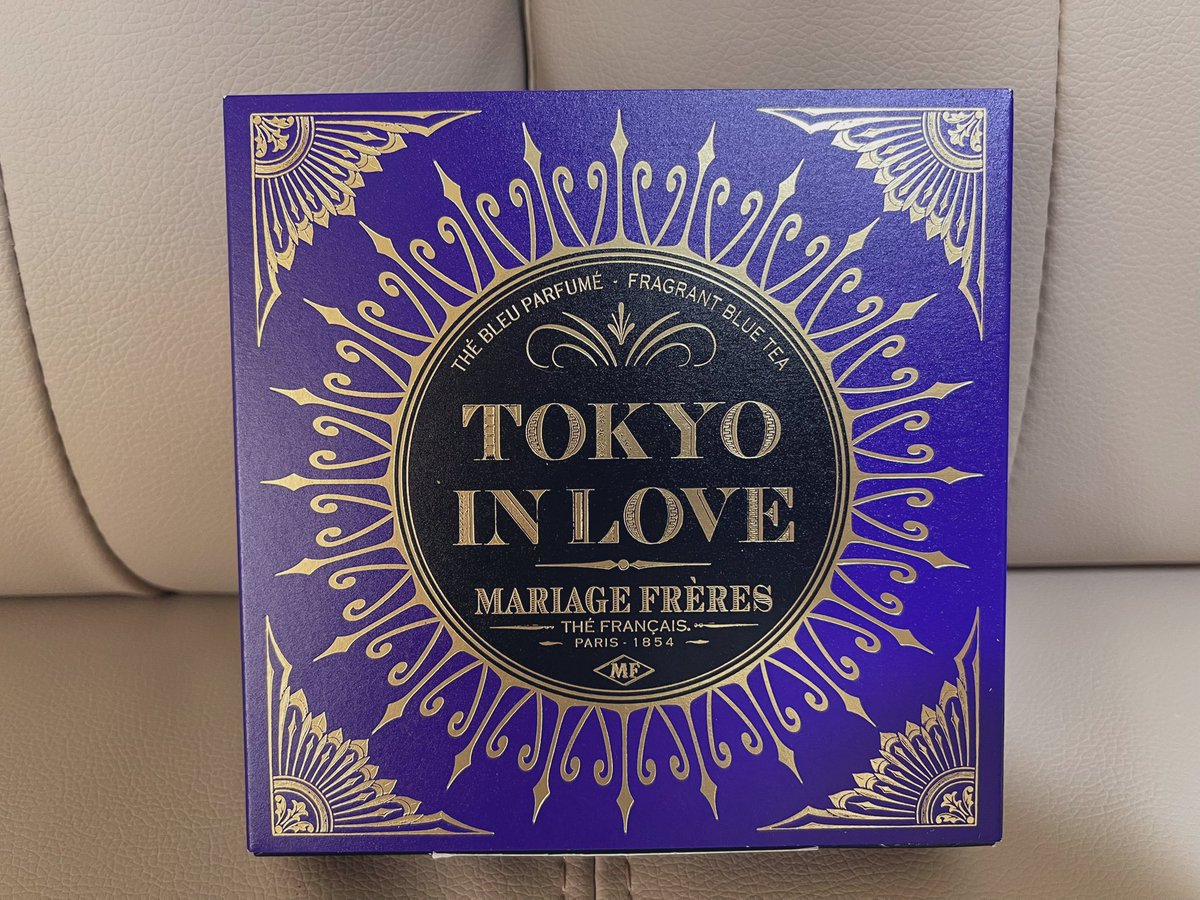 THÉ BLEU PARFUMÉ - FRAGRANT BLUE TEA
TOKYO
IN LOVE
MARIAGE FRÈRES
THÉ FRANÇAIS.
PARIS - 1854
MF